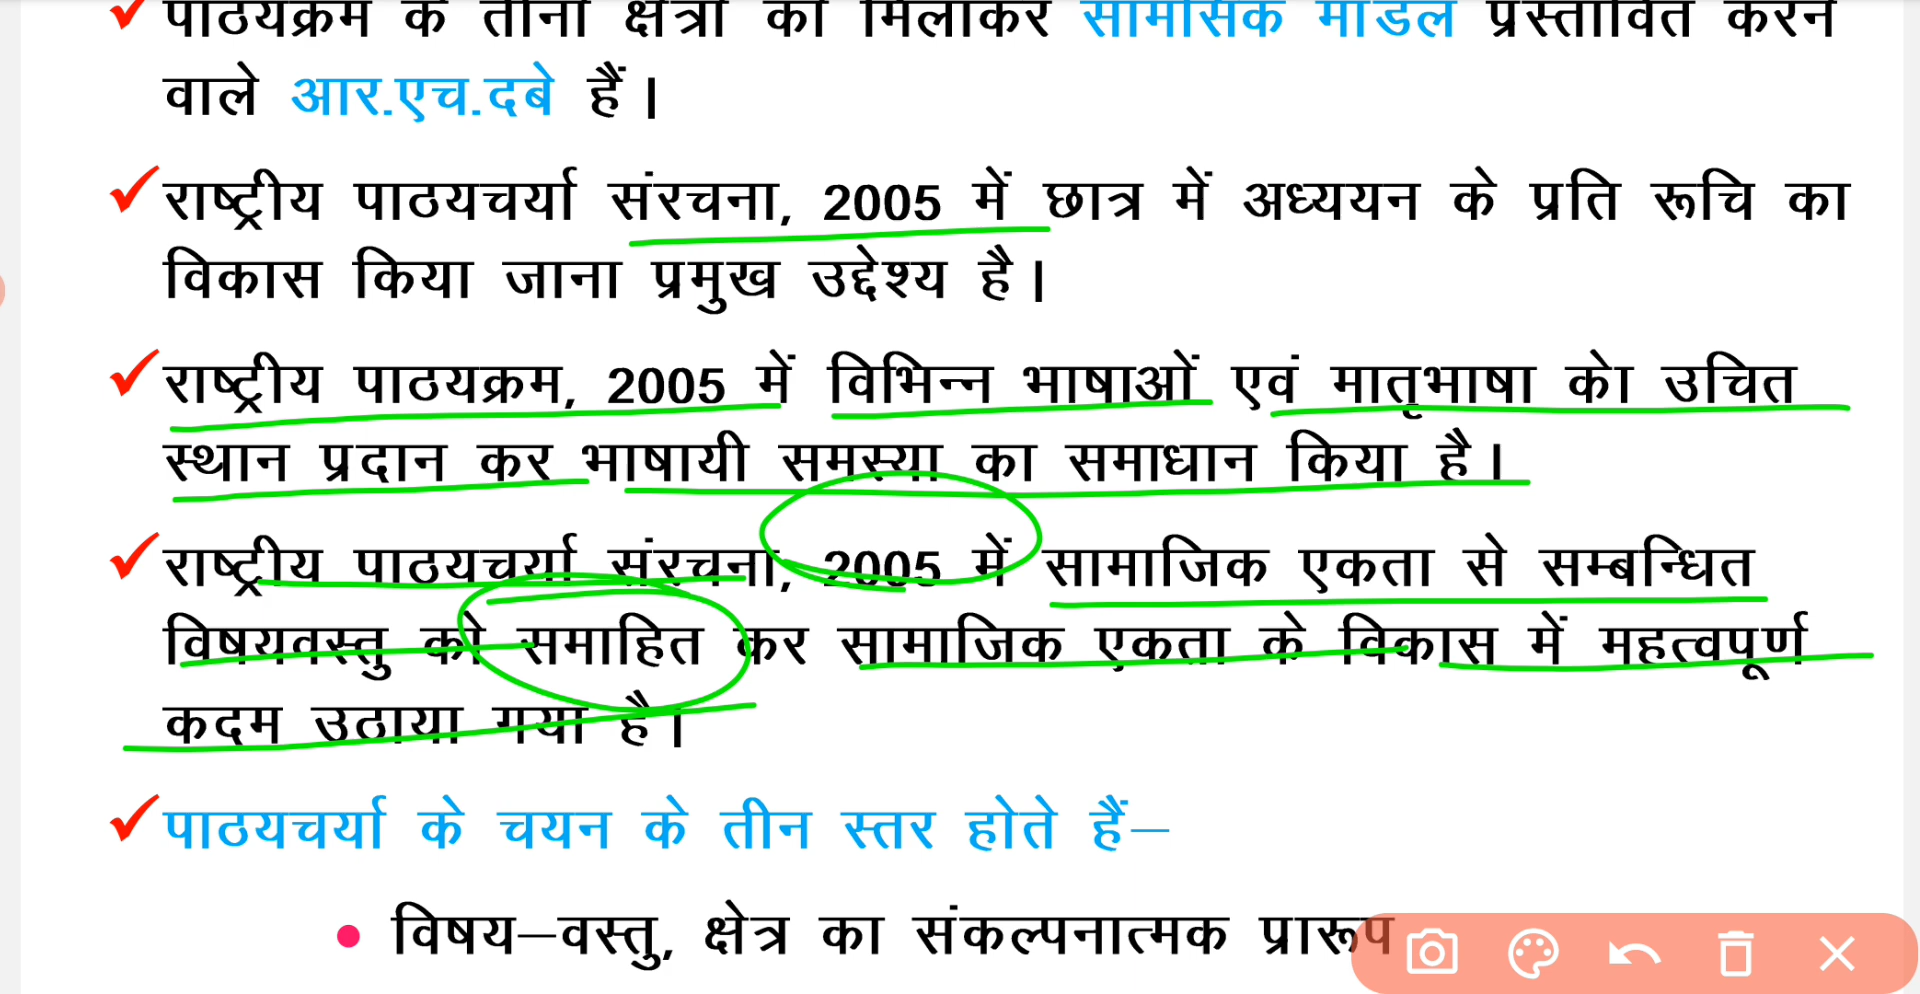 पाठयक्रम के तीनों क्षेत्रों को मिलाकर सामासिक मॉडल प्रस्तावित करने
वाले आर.एच.दबे हैं।
राष्ट्रीय पाठयचर्या संरचना, 2005 में छात्र में अध्ययन के प्रति रूचि का
विकास किया जाना प्रमुख उद्देश्य है।
राष्ट्रीय पाठयक्रम, 2005 में विभिन्न भाषाओं एवं मातृभाषा को उचित
स्थान प्रदान कर भाषायी समस्या का समाधान किया है।
राष्ट्रीय पाठयचर्या संरचना, 2005 में सामाजिक एकता से सम्बन्धित
विषयवस्तु को समाहित कर सामाजिक एकता के विकास में महत्वपूर्ण
कदम उठाया गया है।
पाठयचर्या के चयन के तीन स्तर होते हैं–
विषय–वस्तु, क्षेत्र का संकल्पनात्मक प्रारूप